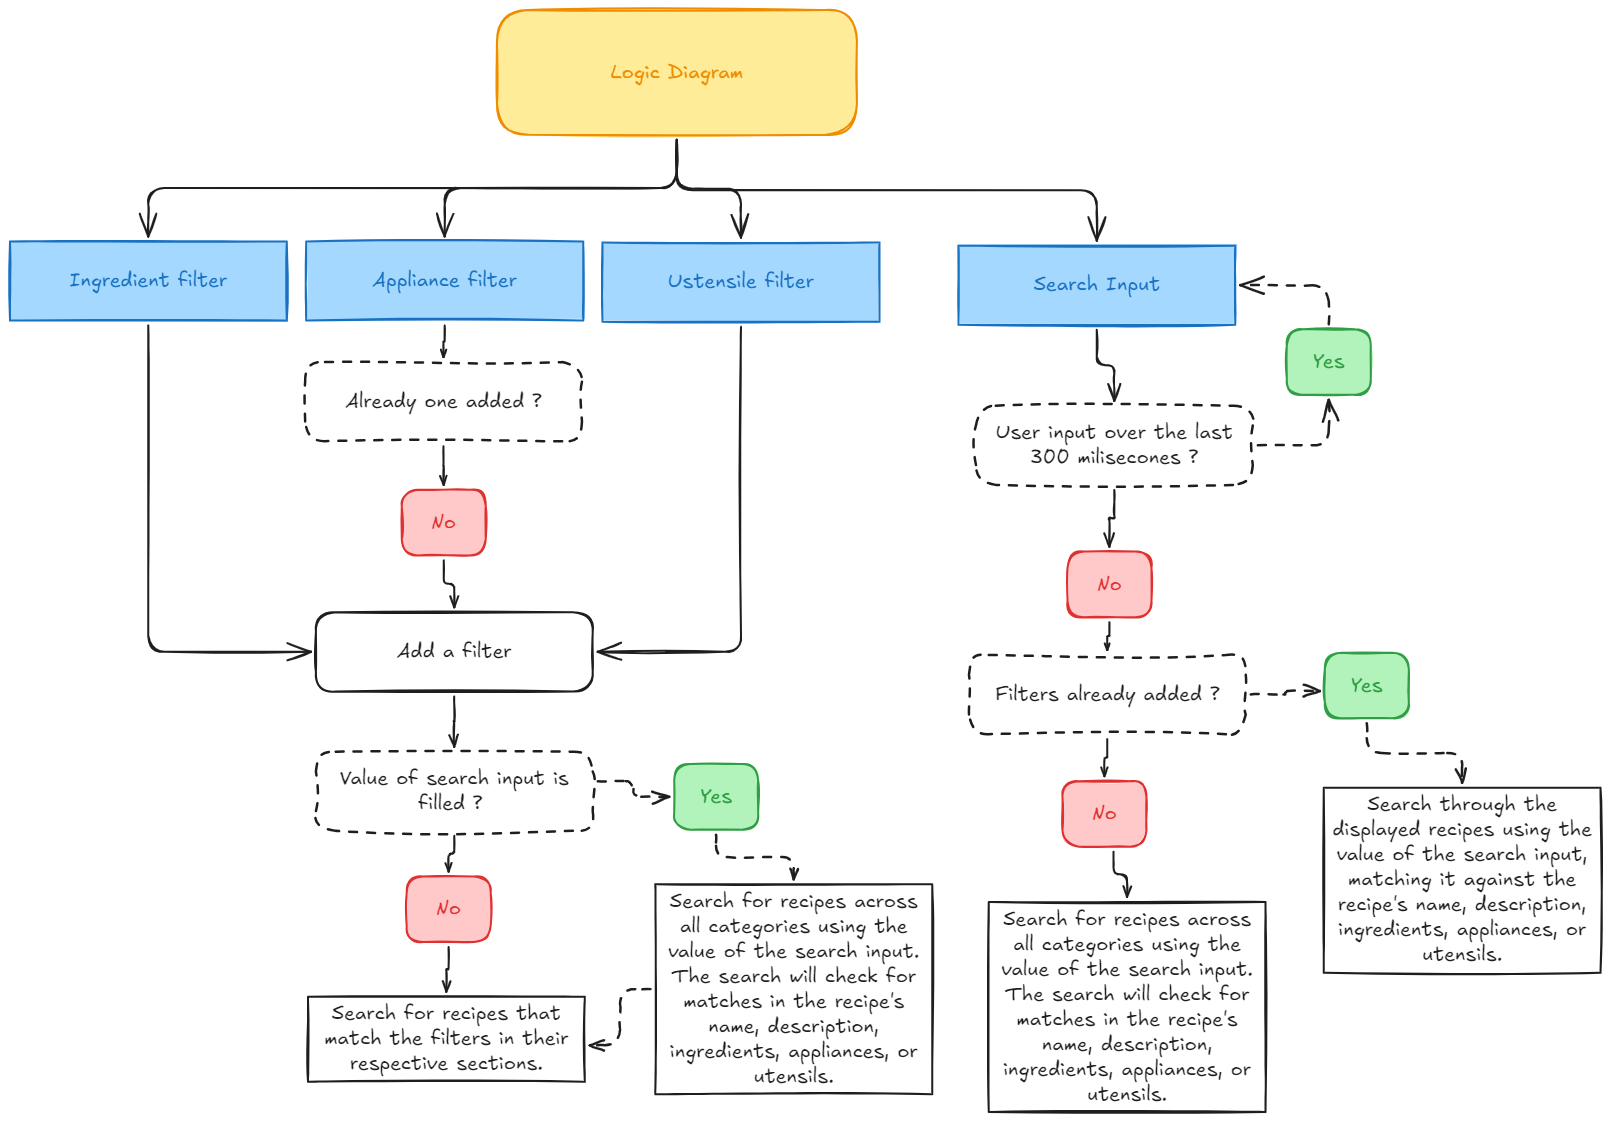 Logic Diagram
Ingredient filter
Appliance filter
Ustensile filter
Search Input
Yes
Already one added ?
User input over the last
300 milisecones ?
No
No
Add a filter
Filters already added ?
Yes
Value of search input is
filled ?
Yes
No
Search through the
displayed recipes using the
value of the search input,
matching it against the
recipe's name, description,
ingredients, appliances, or
utensils.
No
Search for recipes across
all categories using the
value of the search input.
The search will check for
matches in the recipe's
name, description,
ingredients, appliances, or
utensils.
Search for recipes across
all categories using the
value of the search input.
The search will check for
matches in the recipe's
name, description,
ingredients, appliances, or
utensils.
Search for recipes that
match the filters in their
respective sections.